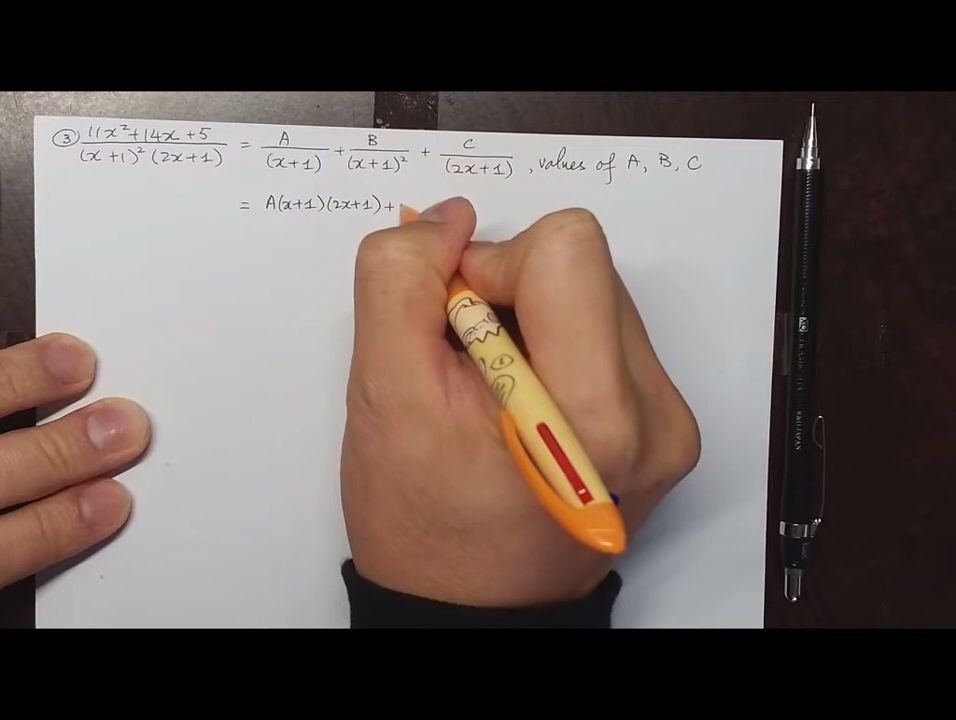 ③ 11x²+14x+5/(x+1)²(2x+1) = A/(x+1) + B/(x+1)² + C/(2x+1), values of A, B, C
= A(x+1)(2x+1)+